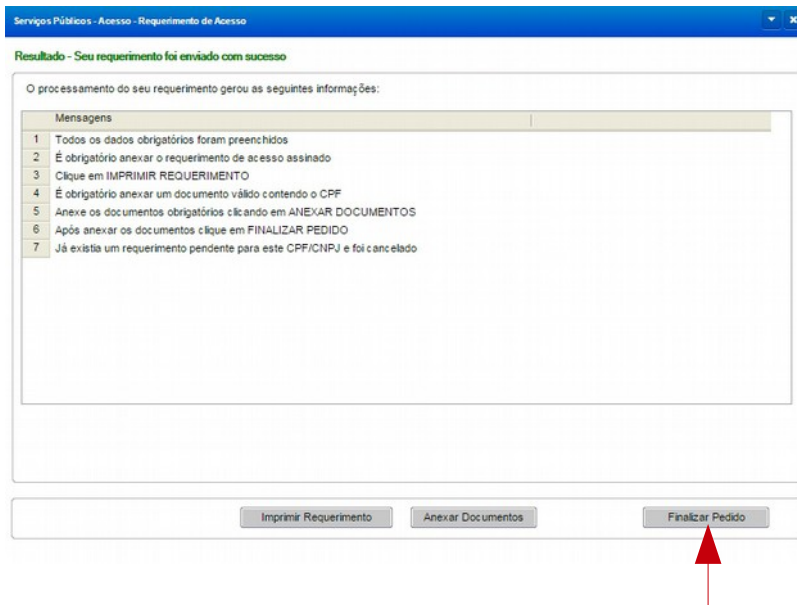 Serviços Públicos - Acesso - Requerimento de Acesso
Resultado - Seu requerimento foi enviado com sucesso
O processamento do seu requerimento gerou as seguintes informações:
Mensagens
1 Todos os dados obrigatórios foram preenchidos
2 É obrigatório anexar o requerimento de acesso assinado
3 Clique em IMPRIMIR REQUERIMENTO
4 É obrigatório anexar um documento válido contendo o CPF
5 Anexe os documentos obrigatórios clicando em ANEXAR DOCUMENTOS
6 Após anexar os documentos clique em FINALIZAR PEDIDO
7 Já existia um requerimento pendente para este CPF/CNPJ e foi cancelado
Imprimir Requerimento Anexar Documentos Finalizar Pedido